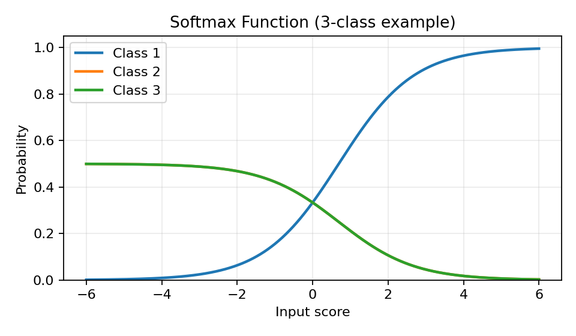 Softmax Function (3-class example)
Class 1
Class 2
Class 3
Probability
1.0
0.8
0.6
0.4
0.2
0.0
−6 −4 −2 0 2 4 6
Input score